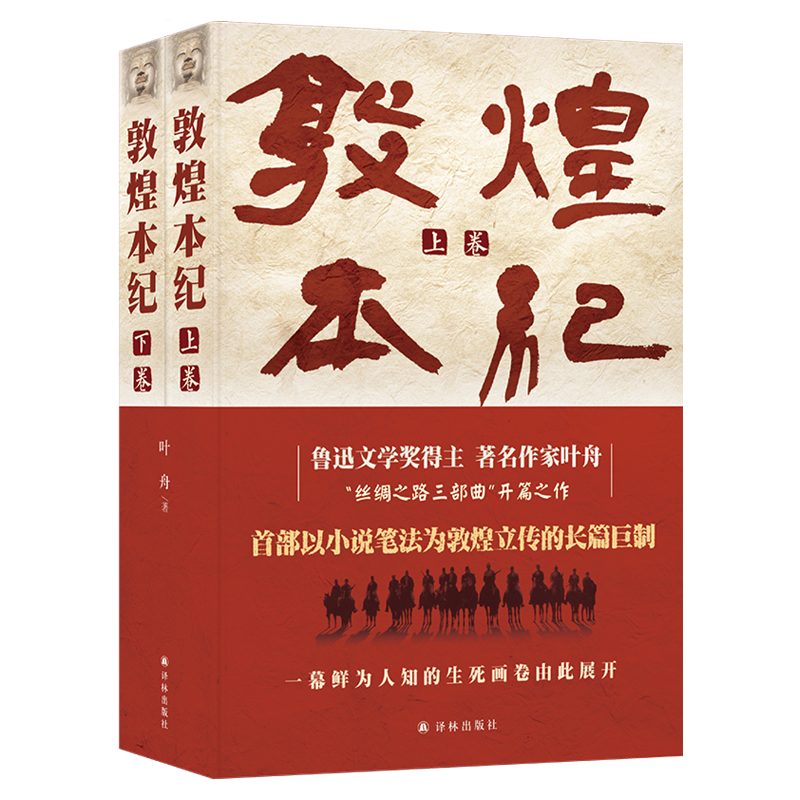 敦煌
上卷
本纪
鲁迅文学奖得主 著名作家叶舟
“丝绸之路三部曲”开篇之作
首部以小说笔法为敦煌立传的长篇巨制
一幕鲜为人知的生死画卷由此展开
译林出版社
敦煌本纪
上卷
敦煌本纪
下卷
叶舟/著
译林出版社